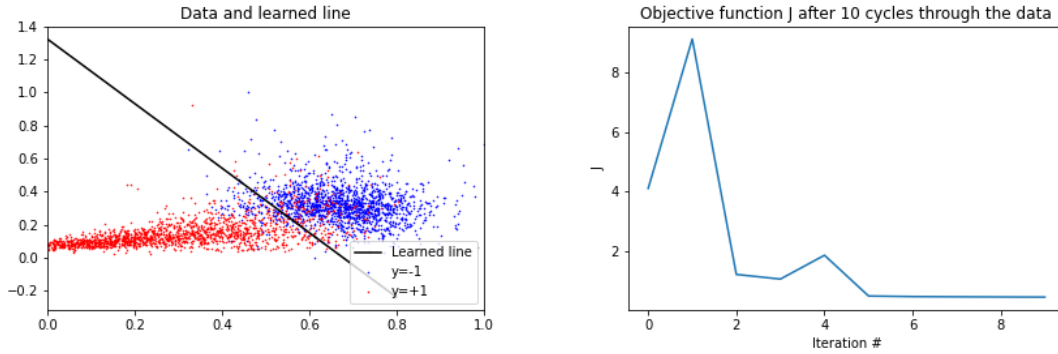 Data and learned line
1.4
1.2
1.0
0.8
0.6
0.4
0.2
0.0
−0.2
0.0 0.2 0.4 0.6 0.8 1.0
Learned line
y=-1
y=+1
Objective function J after 10 cycles through the data
J
8
6
4
2
0 2 4 6 8
Iteration #